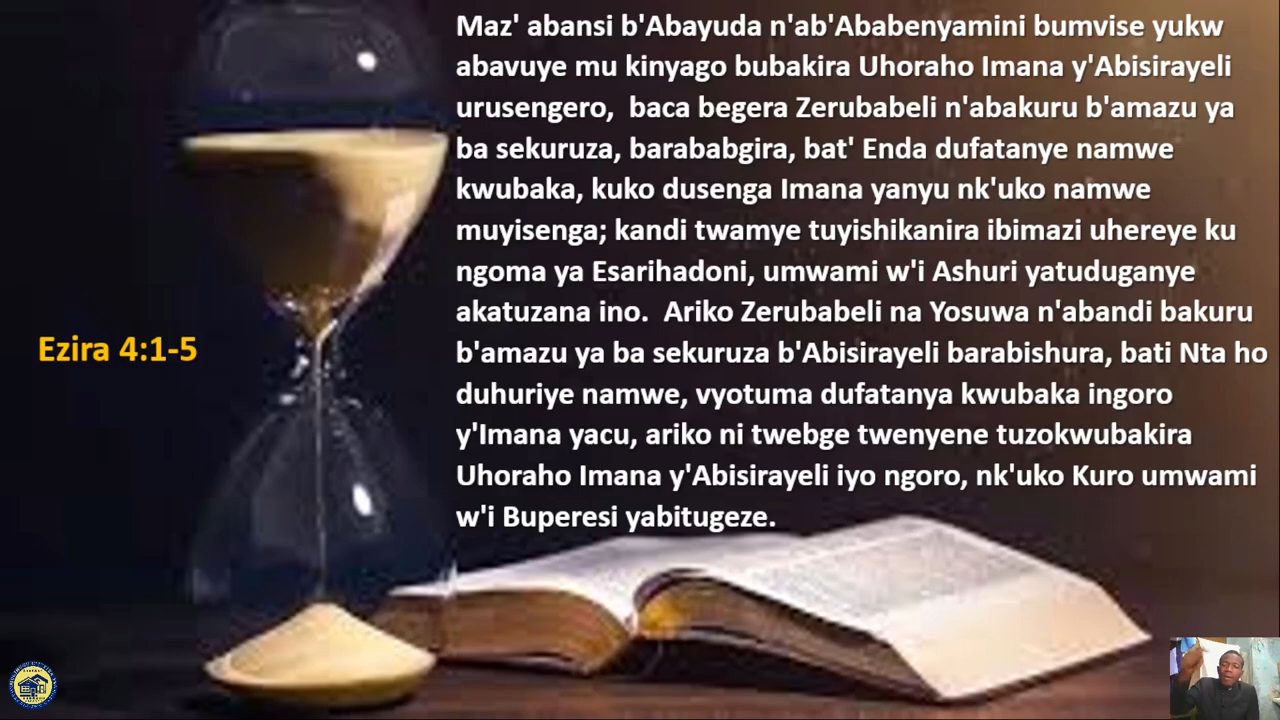 Maz' abansi b'Abayuda n'ab'Ababenyamini bumvise yukw
abavuye mu kinyago bubakira Uhoraho Imana y'Abisirayeli
urusengero,  baca begera Zerubabeli n'abakuru b'amazu ya
ba sekuruza, barababgira, bat' Enda dufatanye namwe
kwubaka, kuko dusenga Imana yanyu nk'uko namwe
muyisenga; kandi twamye tuyishikanira ibimazi uhereye ku
ngoma ya Esarihadoni, umwami w'i Ashuri yatuduganye
akatuzana ino.  Ariko Zerubabeli na Yosuwa n'abandi bakuru
b'amazu ya ba sekuruza b'Abisirayeli barabishura, bati Nta ho
duhuriye namwe, vyotuma dufatanya kwubaka ingoro
y'Imana yacu, ariko ni twebge twenyene tuzokwubakira
Uhoraho Imana y'Abisirayeli iyo ngoro, nk'uko Kuro umwami
w'i Buperesi yabitugeze.
Ezira 4:1-5